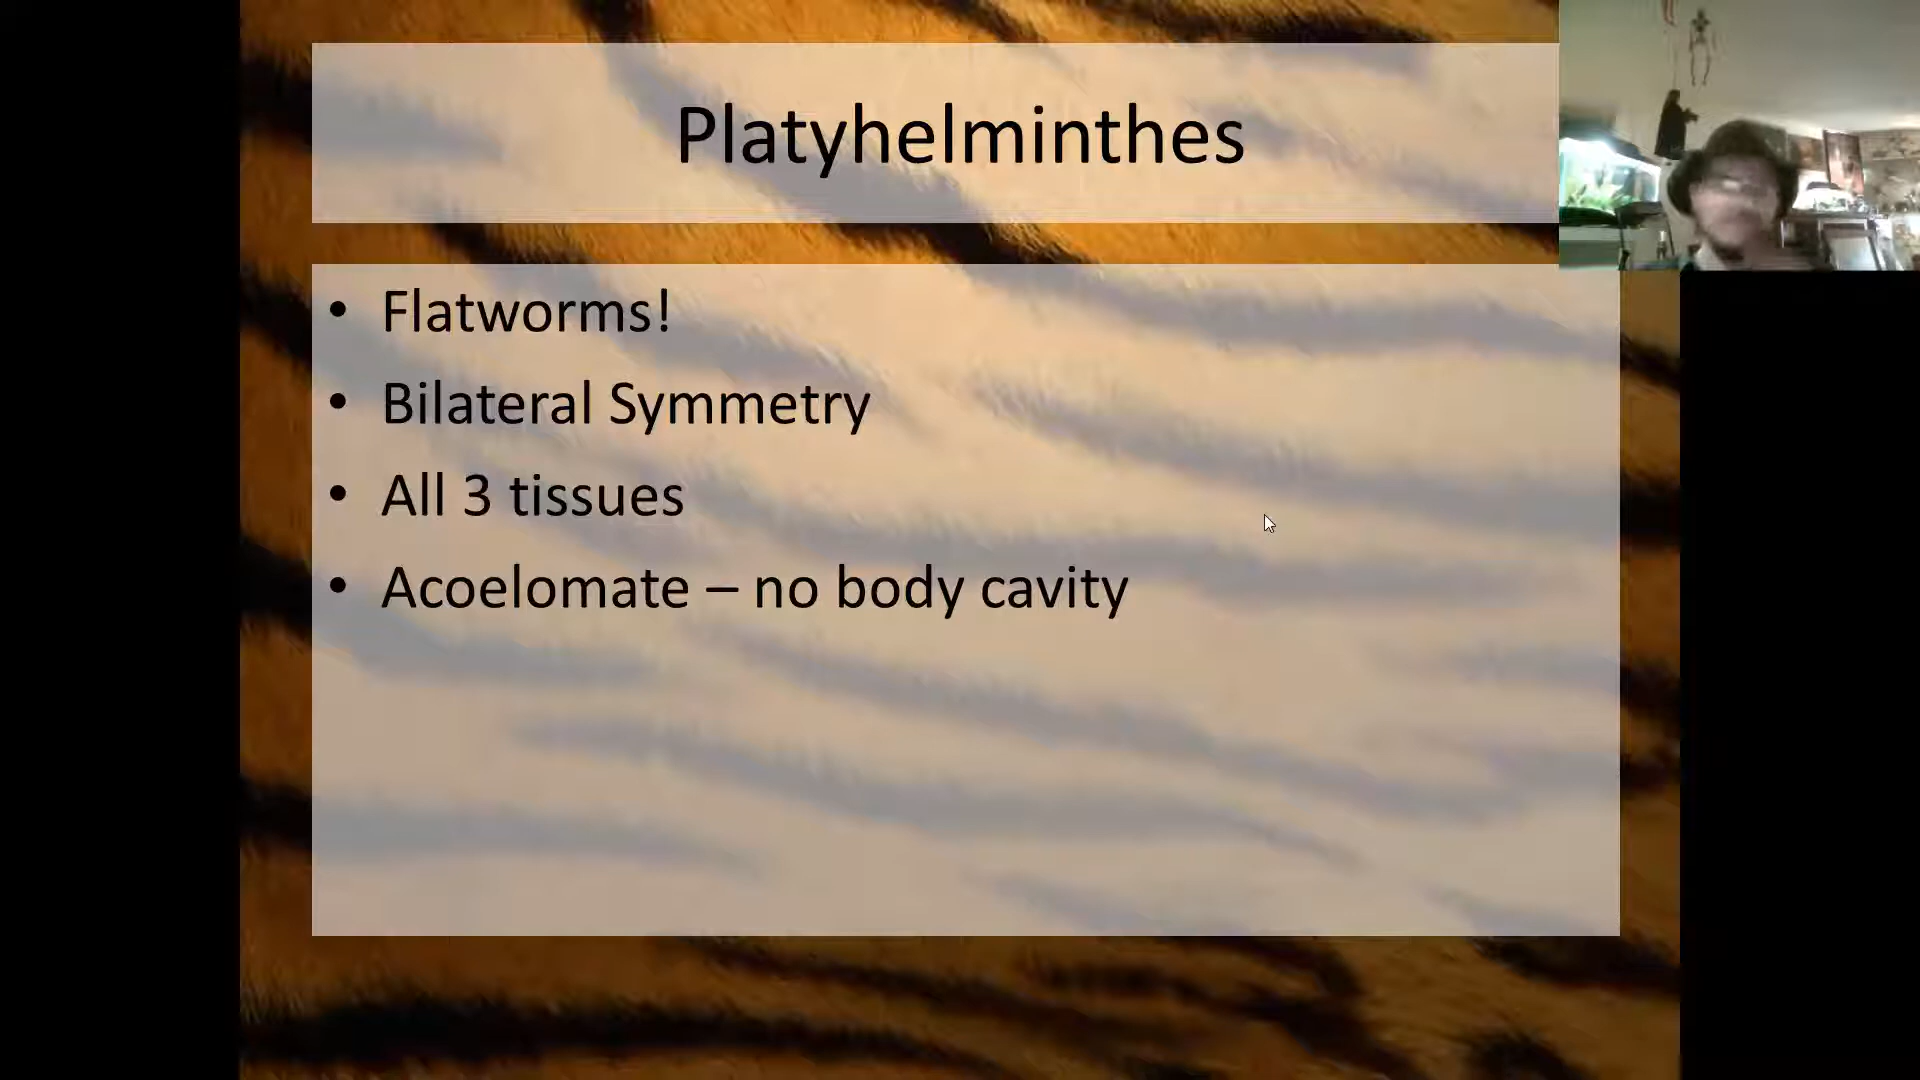 Platyhelminthes
• Flatworms!
• Bilateral Symmetry
• All 3 tissues
• Acoelomate – no body cavity